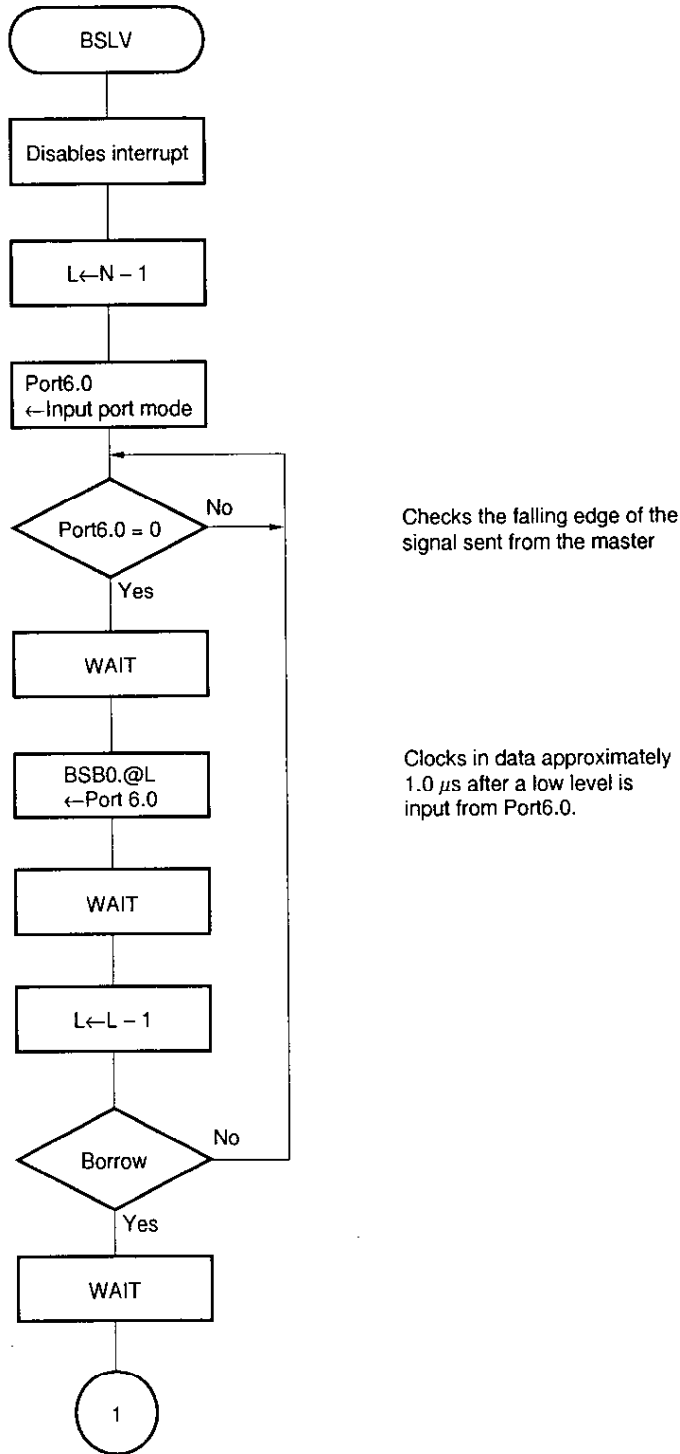 BSLV
Disables interrupt
L←N – 1
Port6.0
←Input port mode
Port6.0 = 0
No
Checks the falling edge of the
signal sent from the master
Yes
WAIT
BSB0.@L
←Port 6.0
Clocks in data approximately
1.0 μs after a low level is
input from Port6.0.
WAIT
L←L – 1
Borrow
No
Yes
WAIT
1